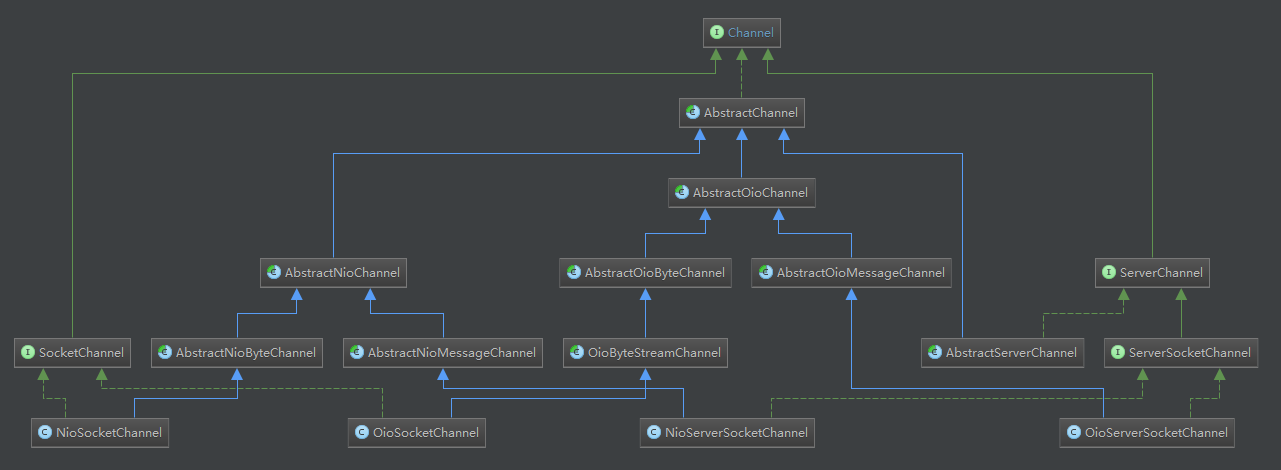 Channel
AbstractChannel
AbstractOioChannel
AbstractNioChannel
AbstractOioByteChannel
AbstractOioMessageChannel
ServerChannel
SocketChannel
AbstractNioByteChannel
AbstractNioMessageChannel
OioByteStreamChannel
AbstractServerChannel
ServerSocketChannel
NioSocketChannel
OioSocketChannel
NioServerSocketChannel
OioServerSocketChannel